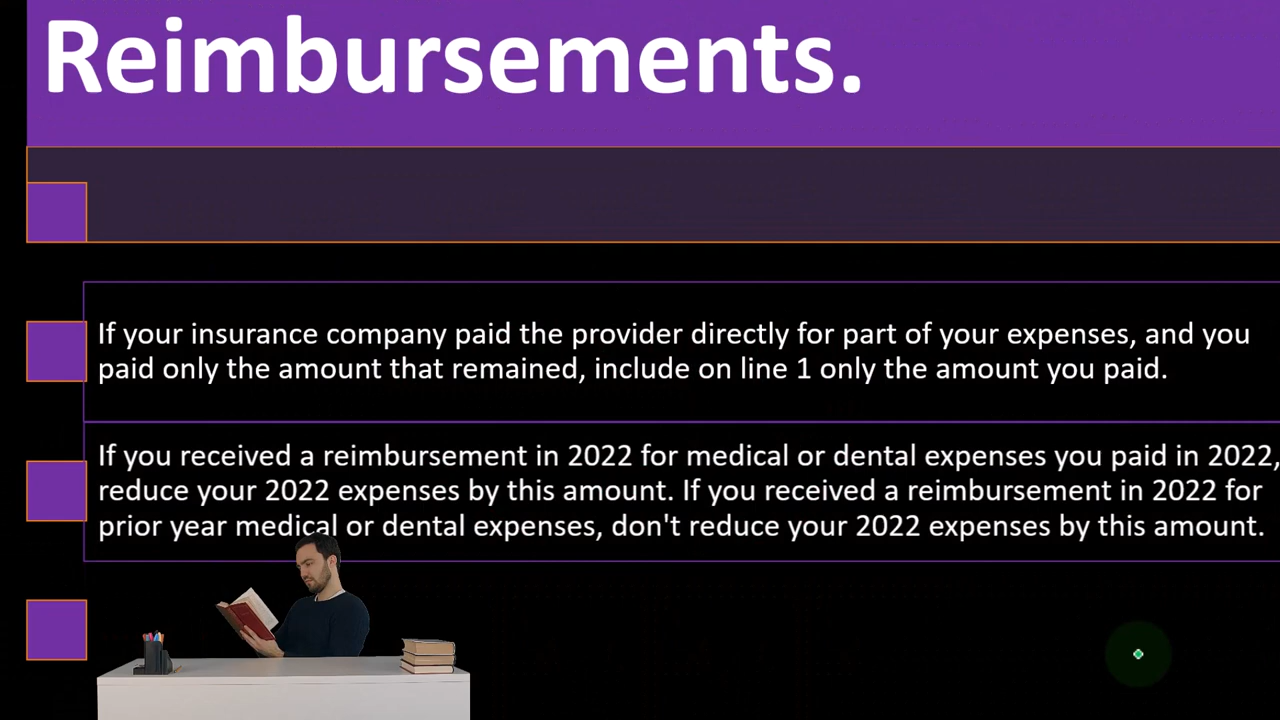 Reimbursements.
If your insurance company paid the provider directly for part of your expenses, and you
paid only the amount that remained, include on line 1 only the amount you paid.
If you received a reimbursement in 2022 for medical or dental expenses you paid in 2022,
reduce your 2022 expenses by this amount. If you received a reimbursement in 2022 for
prior year medical or dental expenses, don't reduce your 2022 expenses by this amount.